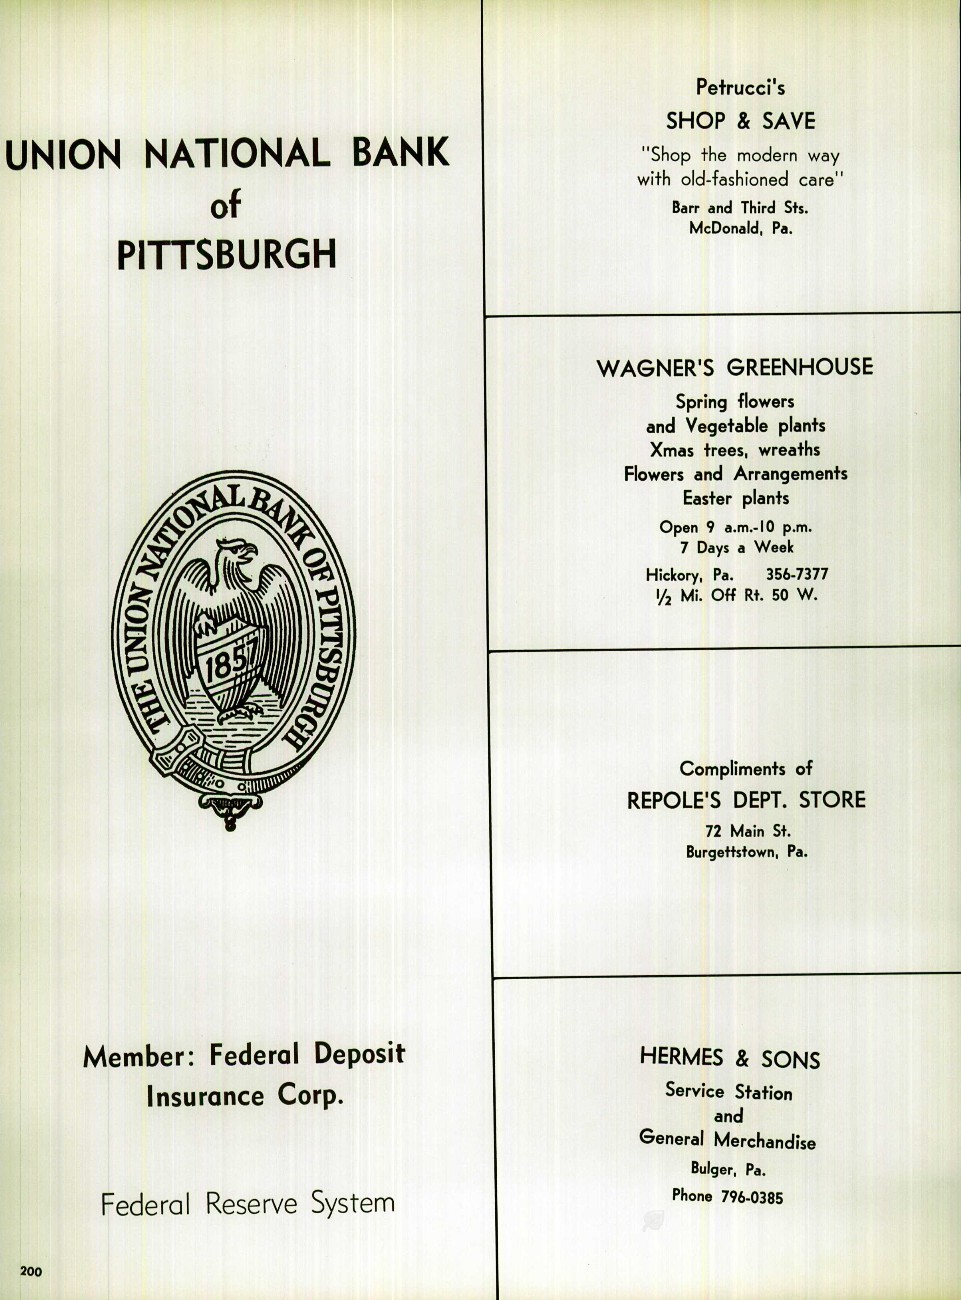 UNION NATIONAL BANK
of
PITTSBURGH
THE UNION NATIONAL BANK OF PITTSBURGH
1857
Member: Federal Deposit
Insurance Corp.
Federal Reserve System
200
Petrucci's
SHOP & SAVE
"Shop the modern way
with old-fashioned care"
Barr and Third Sts.
McDonald, Pa.
WAGNER'S GREENHOUSE
Spring flowers
and Vegetable plants
Xmas trees, wreaths
Flowers and Arrangements
Easter plants
Open 9 a.m.-10 p.m.
7 Days a Week
Hickory, Pa. 356-7377
1/2 Mi. Off Rt. 50 W.
Compliments of
REPOLE'S DEPT. STORE
72 Main St.
Burgettstown, Pa.
HERMES & SONS
Service Station
and
General Merchandise
Bulger, Pa.
Phone 796-0385